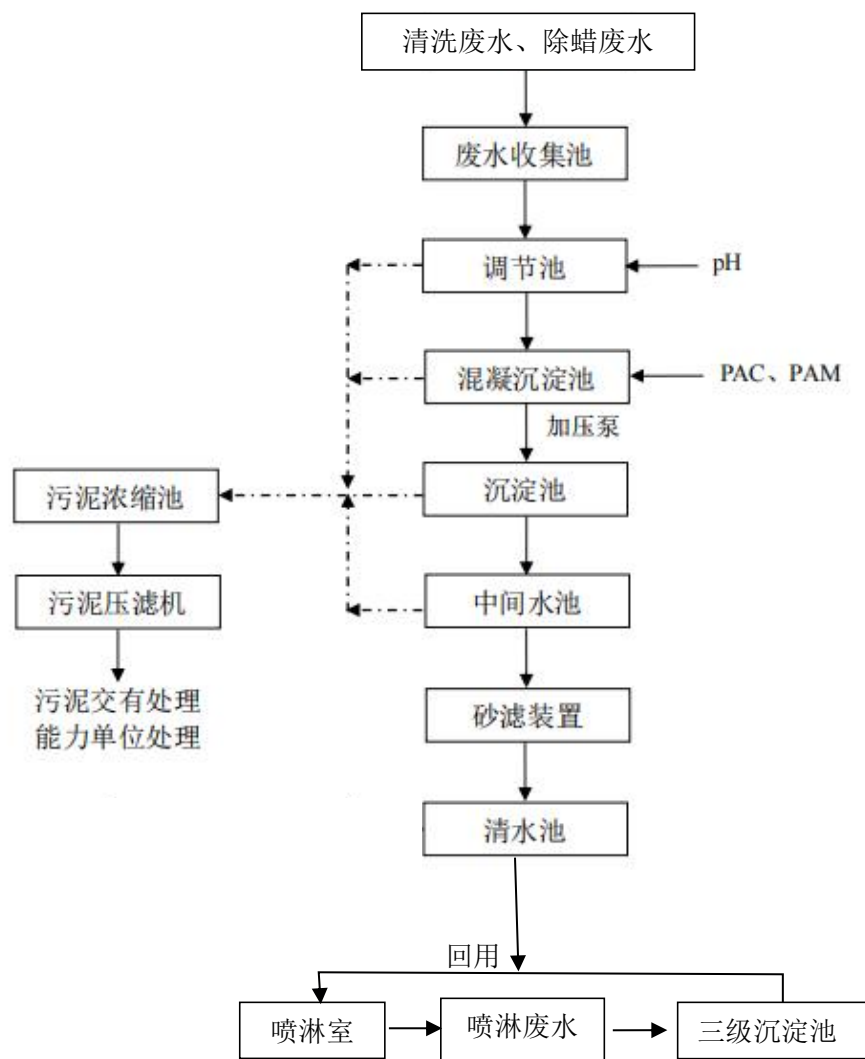 清洗废水、除蜡废水
废水收集池
调节池
pH
混凝沉淀池
PAC、PAM
加压泵
污泥浓缩池
沉淀池
污泥压滤机
中间水池
污泥交有处理
能力单位处理
砂滤装置
清水池
回用
喷淋室
喷淋废水
三级沉淀池